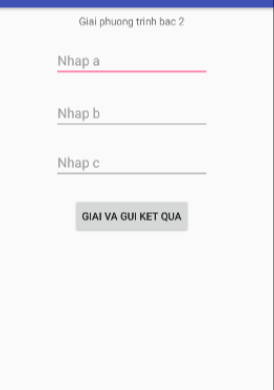 Giai phuong trinh bac 2
Nhap a
Nhap b
Nhap c
GIAI VA GUI KET QUA